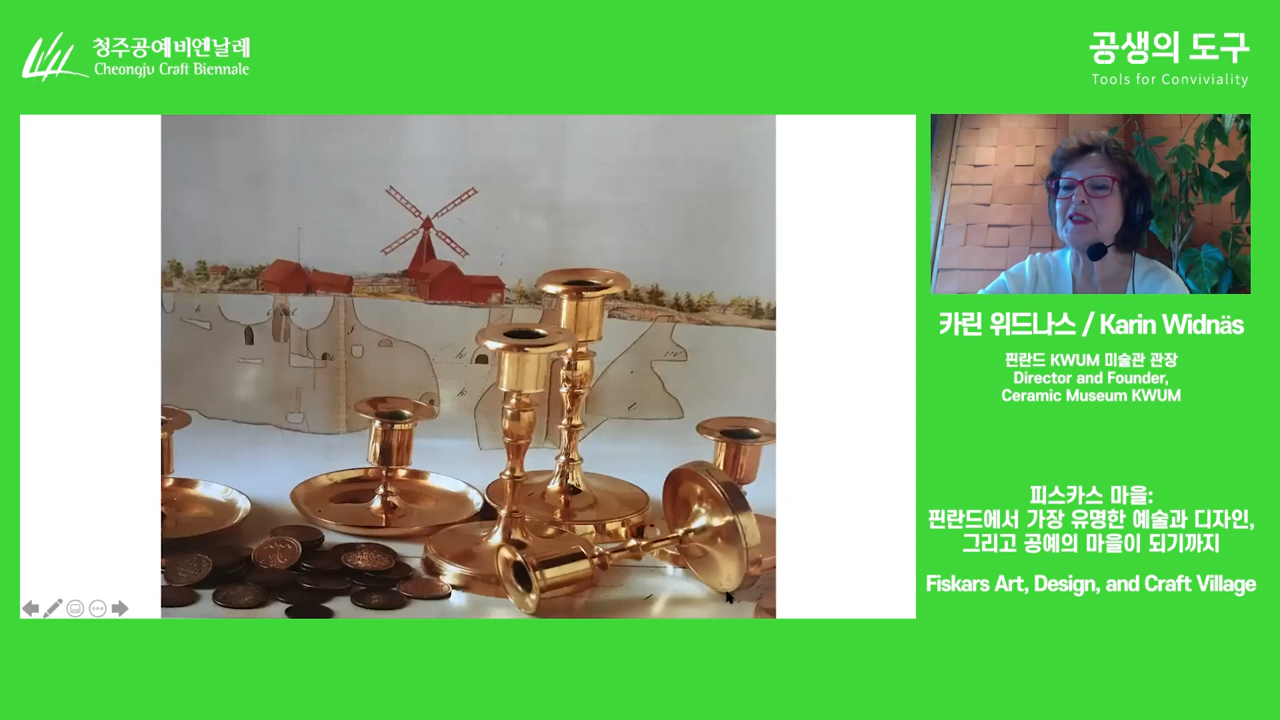 청주공예비엔날레
Cheongju Craft Biennale
공생의 도구
Tools for Conviviality
카린 위드나스 / Karin Widnäs
핀란드 KWUM 미술관 관장
Director and Founder,
Ceramic Museum KWUM
피스카스 마을:
핀란드에서 가장 유명한 예술과 디자인,
그리고 공예의 마을이 되기까지
Fiskars Art, Design, and Craft Village